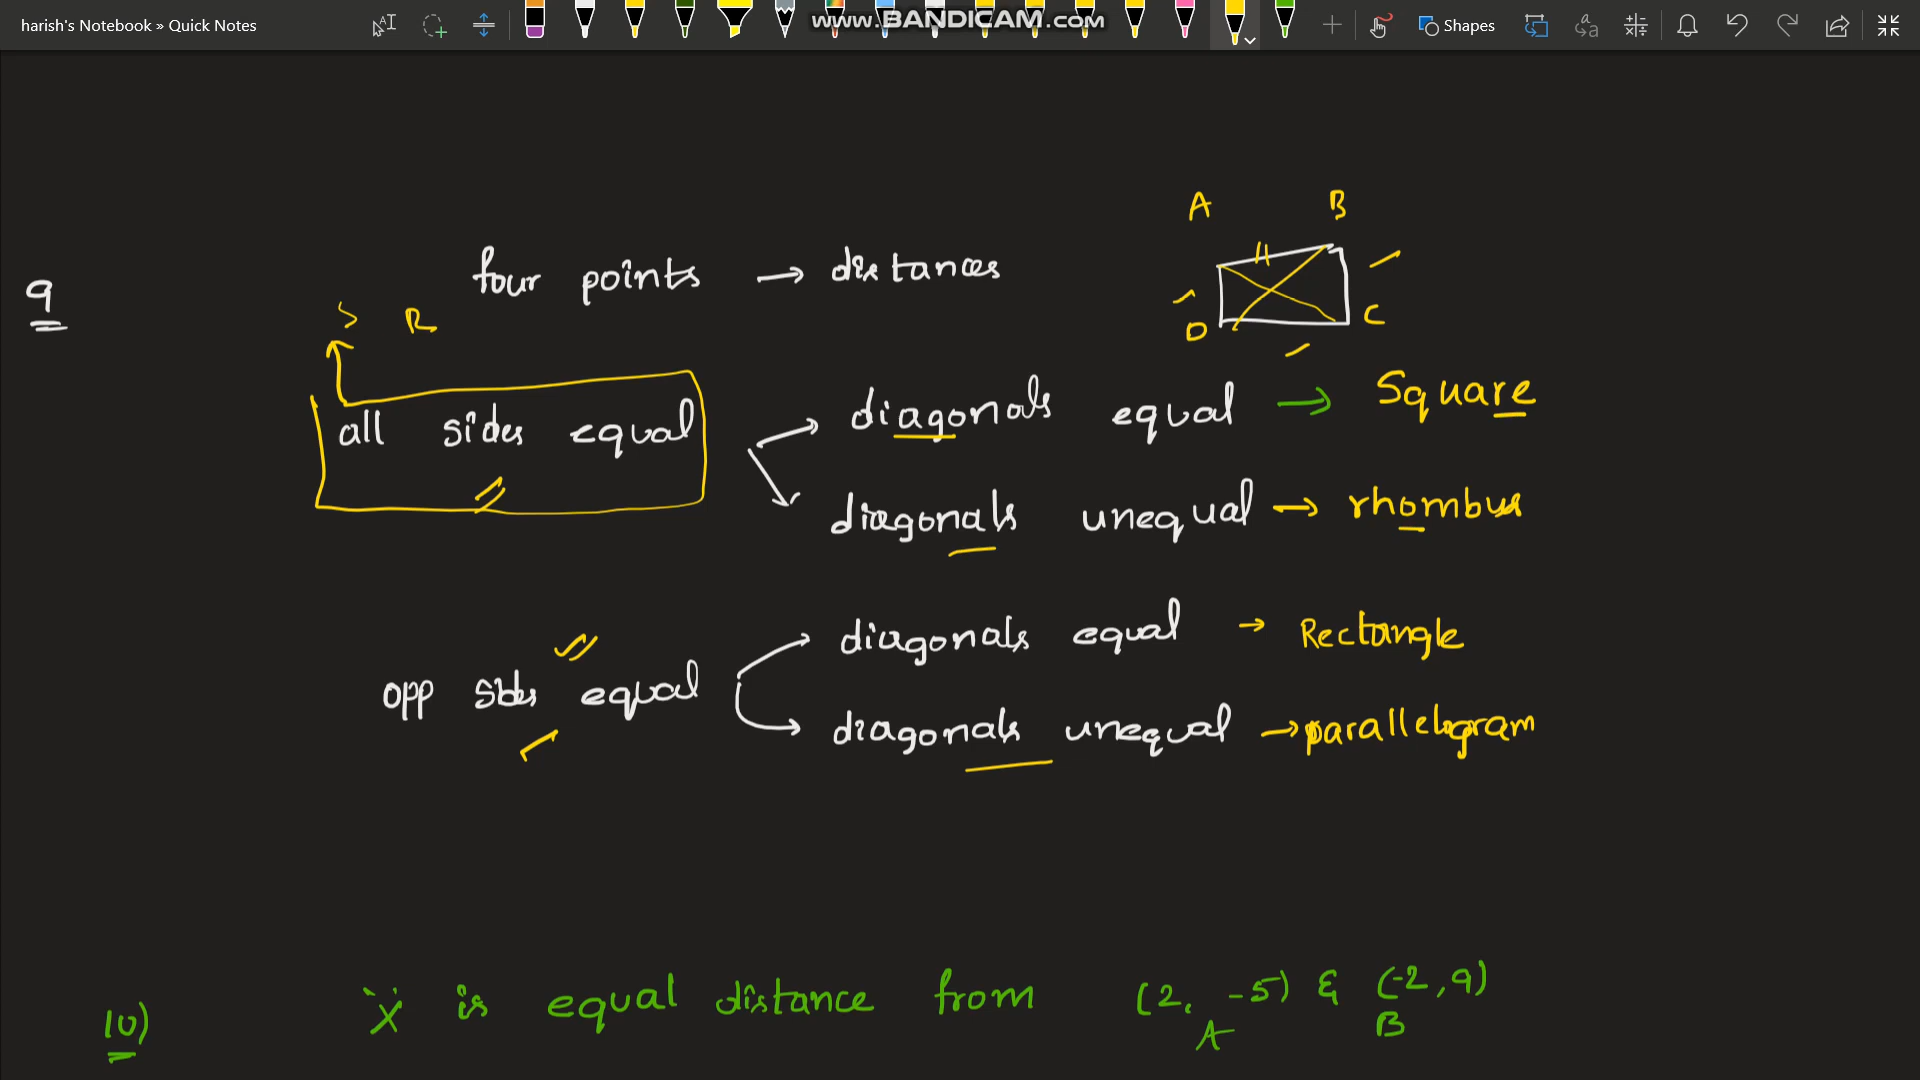 harish's Notebook » Quick Notes
www.BANDICAM.com
Shapes
A B
9 four points → distances
D C
S R
all sides equal
diagonals equal → Square
diagonals unequal → rhombus
opp sides equal
diagonals equal → Rectangle
diagonals unequal → parallelogram
10) 'X' is equal distance from (2, -5) & (-2, 9)
A B